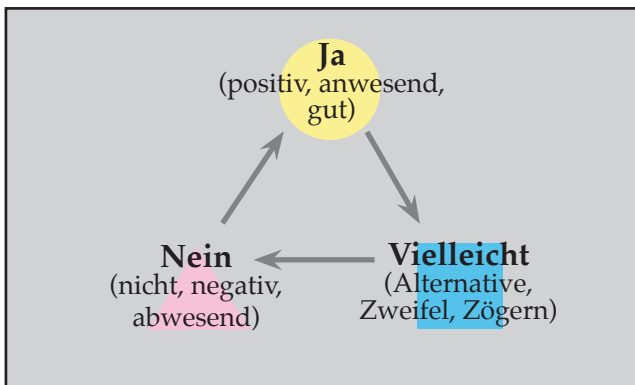 Ja
(positiv, anwesend,
gut)
Nein
(nicht, negativ,
abwesend)
Vielleicht
(Alternative,
Zweifel, Zögern)